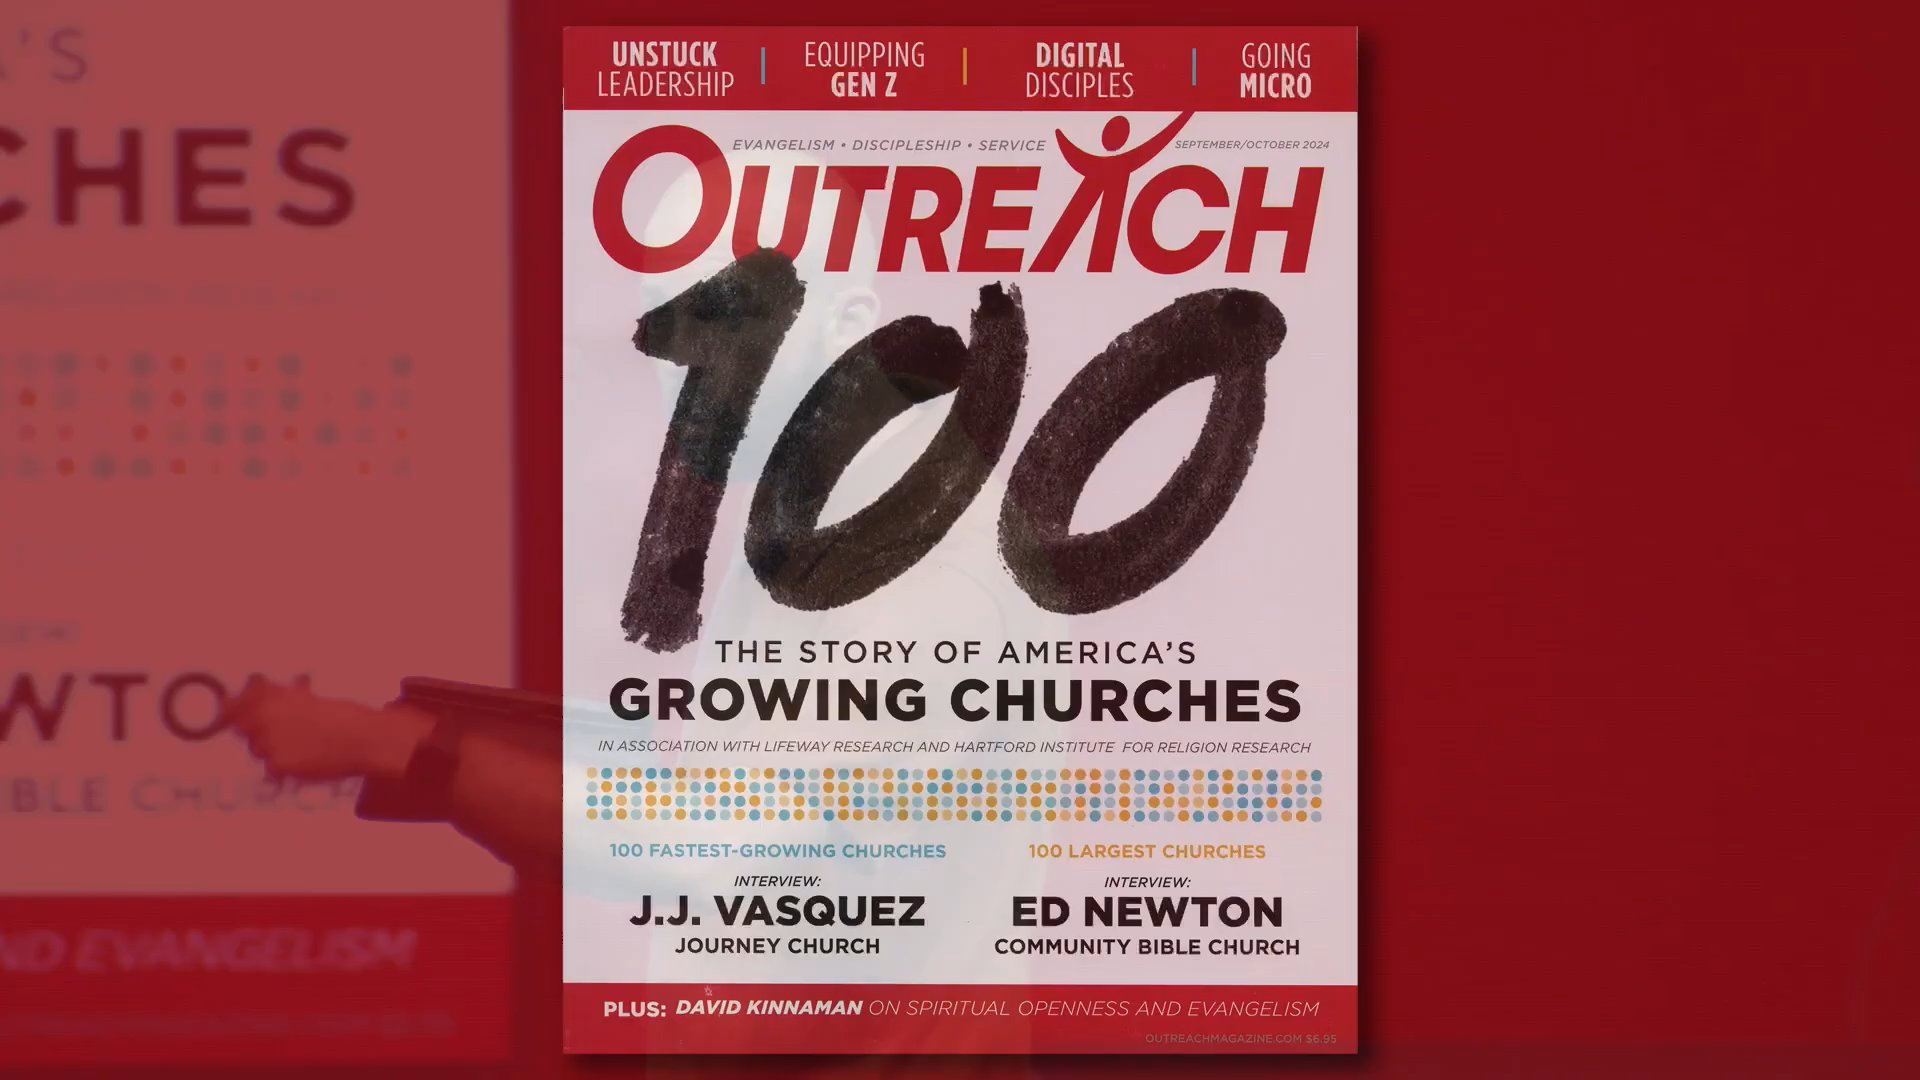 UNSTUCK
LEADERSHIP
EQUIPPING
GEN Z
DIGITAL
DISCIPLES
GOING
MICRO
EVANGELISM • DISCIPLESHIP • SERVICE
SEPTEMBER/OCTOBER 2024
OUTREACH
100
THE STORY OF AMERICA'S
GROWING CHURCHES
IN ASSOCIATION WITH LIFEWAY RESEARCH AND HARTFORD INSTITUTE FOR RELIGION RESEARCH
100 FASTEST-GROWING CHURCHES
INTERVIEW:
J.J. VASQUEZ
JOURNEY CHURCH
100 LARGEST CHURCHES
INTERVIEW:
ED NEWTON
COMMUNITY BIBLE CHURCH
PLUS: DAVID KINNAMAN ON SPIRITUAL OPENNESS AND EVANGELISM
OUTREACHMAGAZINE.COM $6.95
A'S
CHES
WTON
BLE CHURCH
ND EVANGELISM